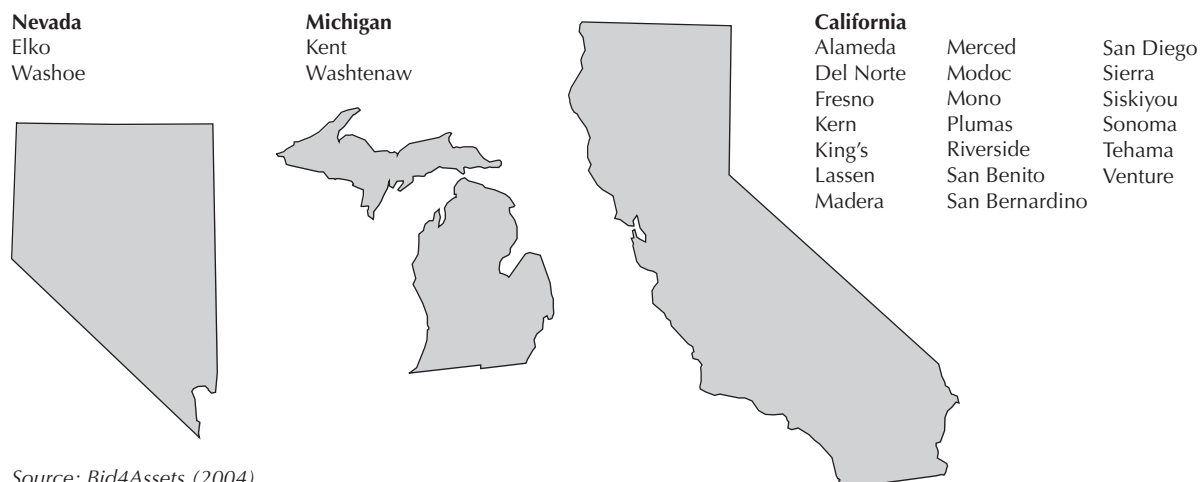 Nevada
Elko
Washoe
Michigan
Kent
Washtenaw
California
Alameda
Del Norte
Fresno
Kern
King's
Lassen
Madera
Merced
Modoc
Mono
Plumas
Riverside
San Benito
San Bernardino
San Diego
Sierra
Siskiyou
Sonoma
Tehama
Venture
Source: Bid4Assets (2004)